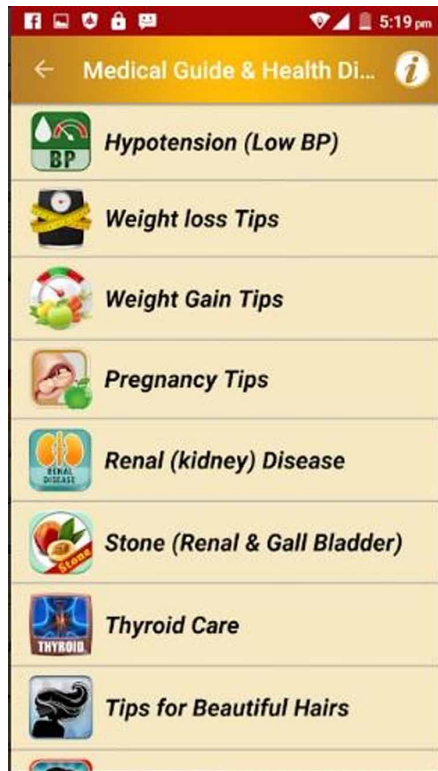 5:19 pm
Medical Guide & Health Di...
BP
Hypotension (Low BP)
Weight loss Tips
Weight Gain Tips
Pregnancy Tips
RENAL
DISEASE
Renal (kidney) Disease
Stone
Stone (Renal & Gall Bladder)
THYROID
Thyroid Care
Tips for Beautiful Hairs